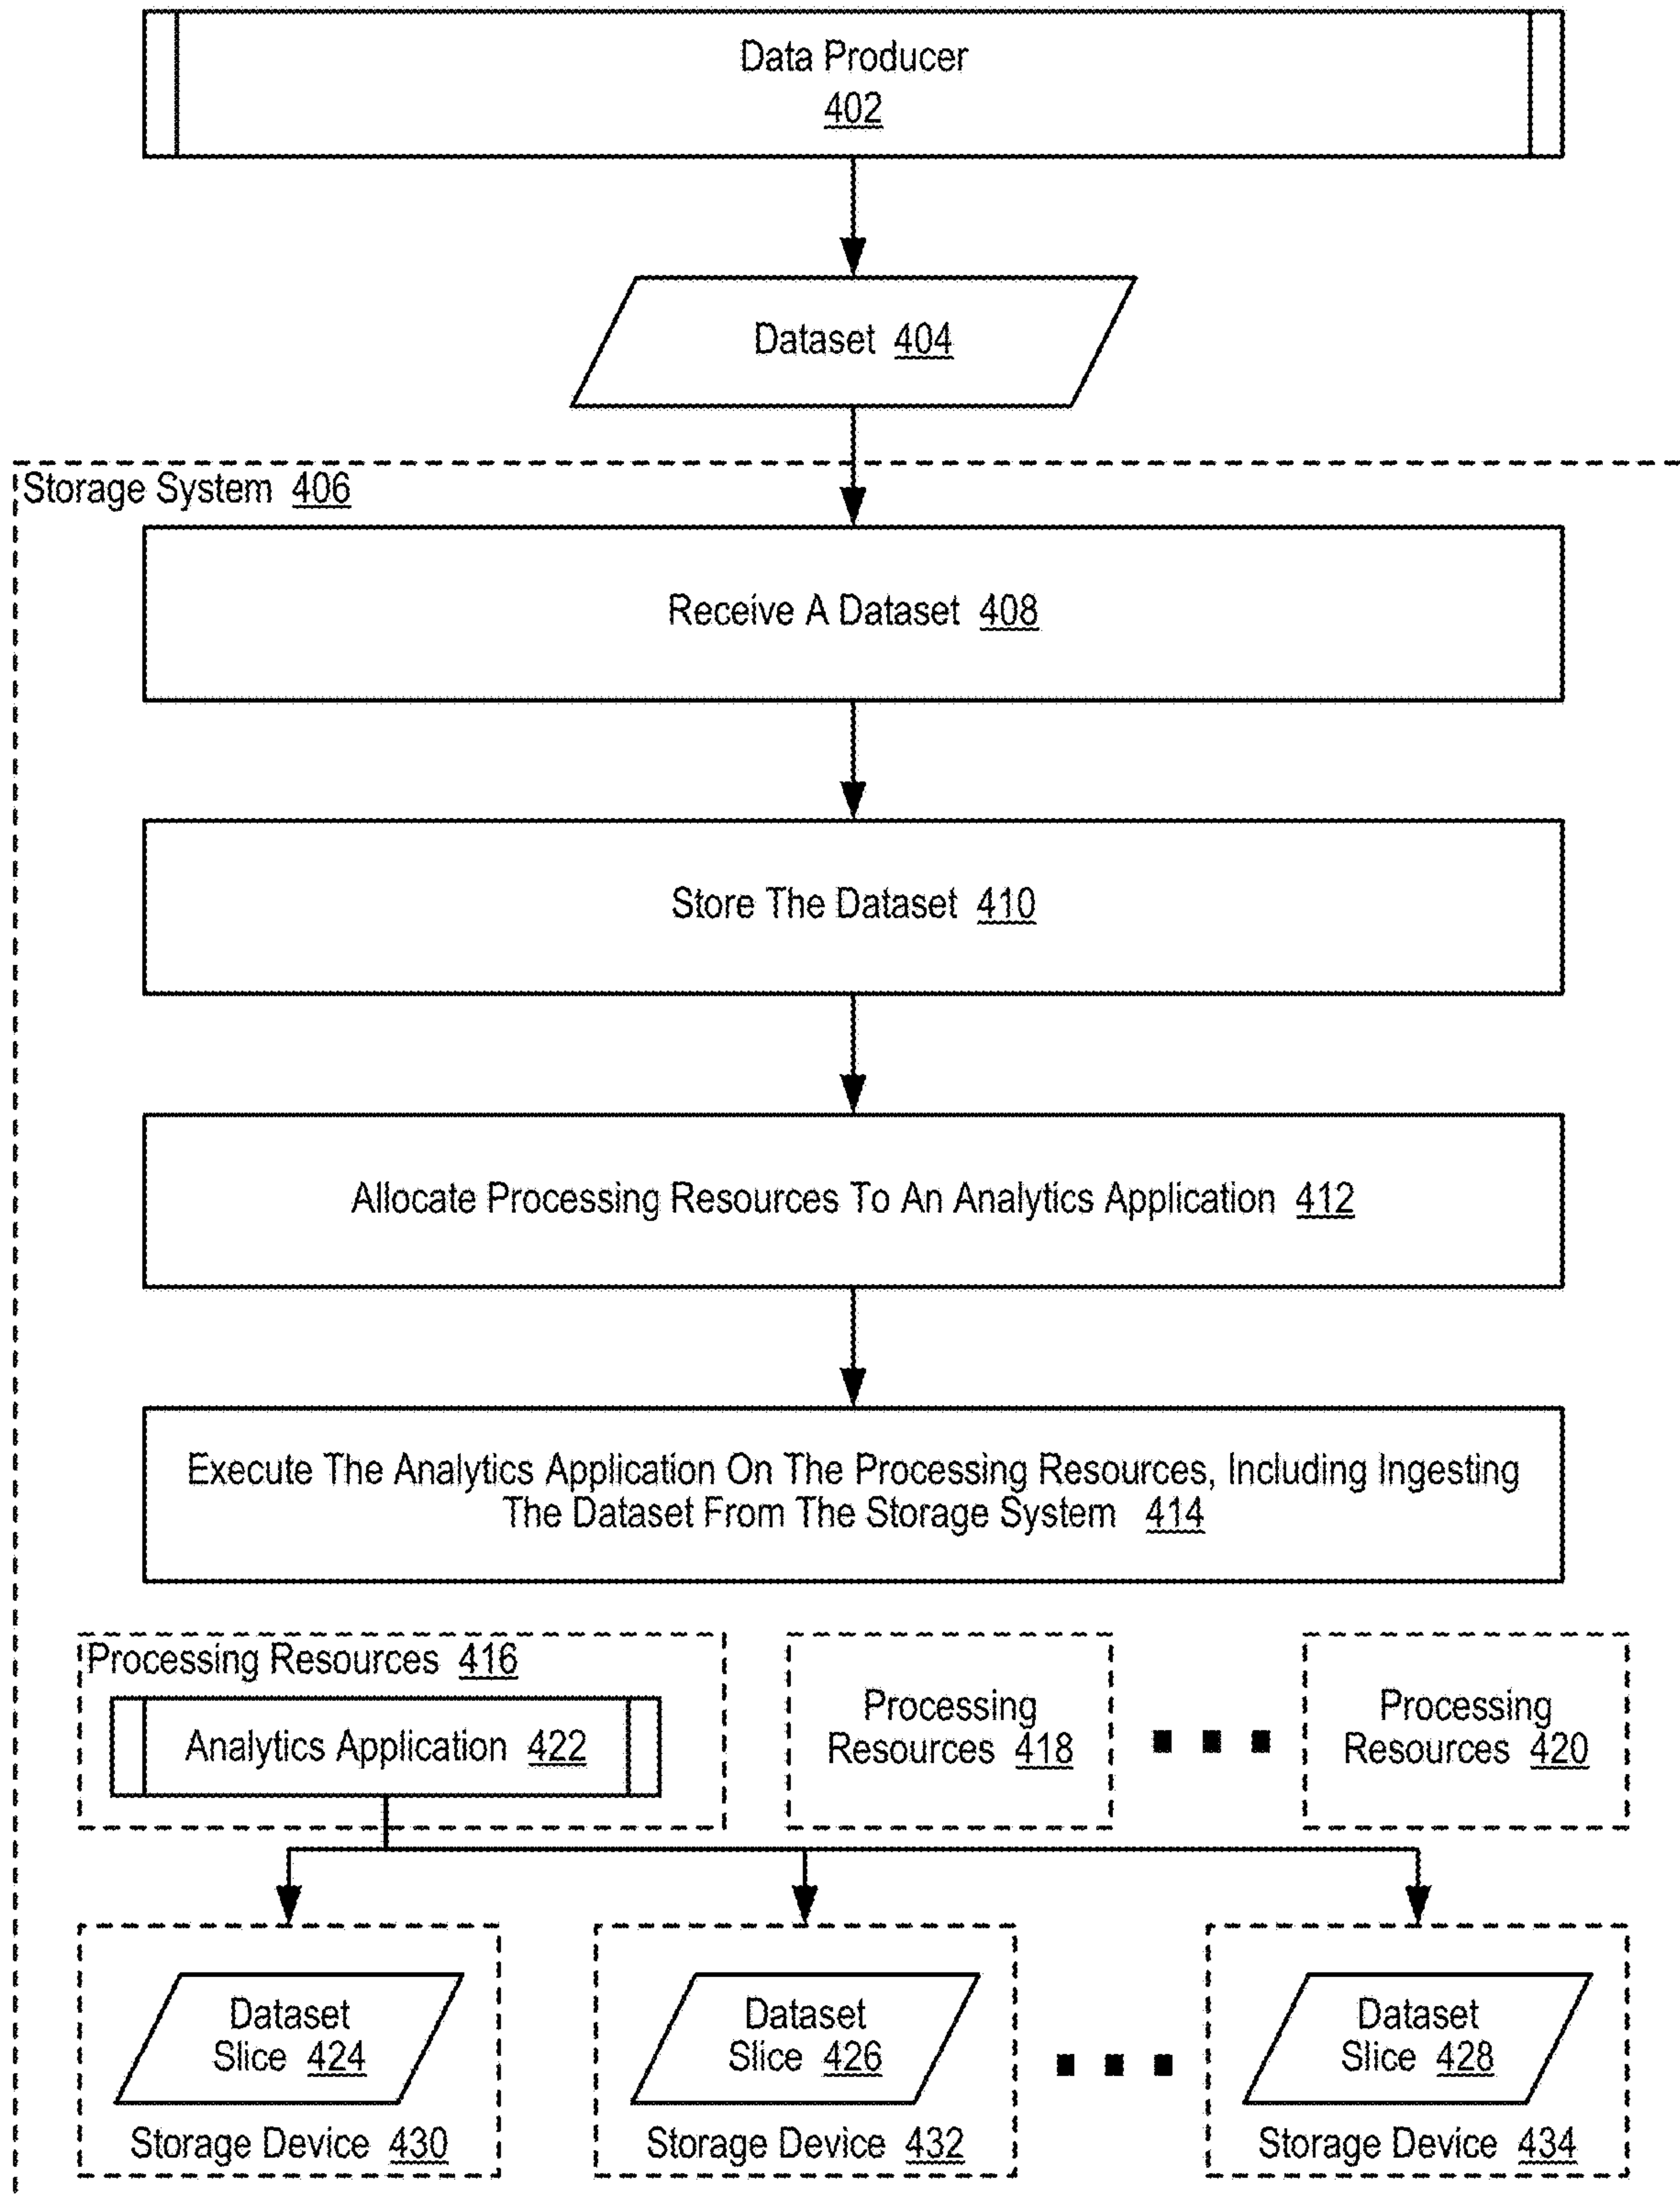 Data Producer
402
Dataset 404
Storage System 406
Receive A Dataset 408
Store The Dataset 410
Allocate Processing Resources To An Analytics Application 412
Execute The Analytics Application On The Processing Resources, Including Ingesting
The Dataset From The Storage System 414
Processing Resources 416
Analytics Application 422
Processing
Resources 418
Processing
Resources 420
Dataset
Slice 424
Storage Device 430
Dataset
Slice 426
Storage Device 432
Dataset
Slice 428
Storage Device 434